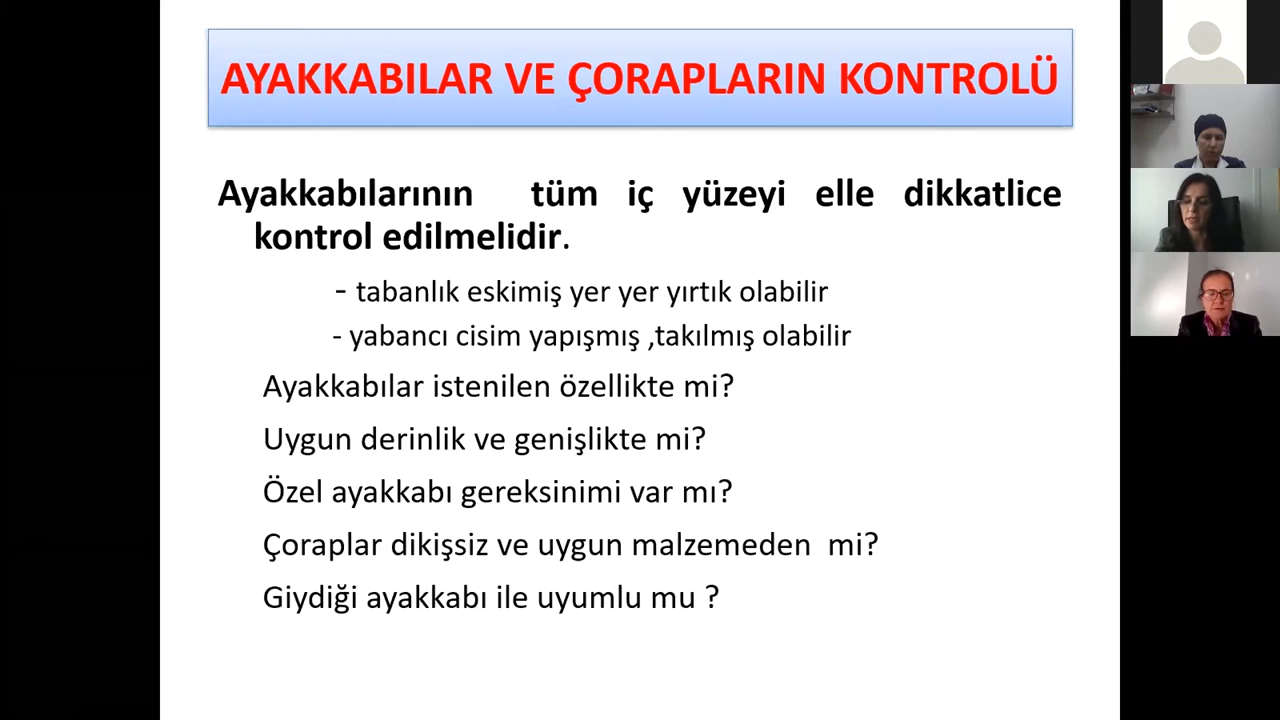 AYAKKABILAR VE ÇORAPLARIN KONTROLÜ
Ayakkabılarının tüm iç yüzeyi elle dikkatlice
kontrol edilmelidir.
- tabanlık eskimiş yer yer yırtık olabilir
- yabancı cisim yapışmış ,takılmış olabilir
Ayakkabılar istenilen özellikte mi?
Uygun derinlik ve genişlikte mi?
Özel ayakkabı gereksinimi var mı?
Çoraplar dikişsiz ve uygun malzemeden mi?
Giydiği ayakkabı ile uyumlu mu ?